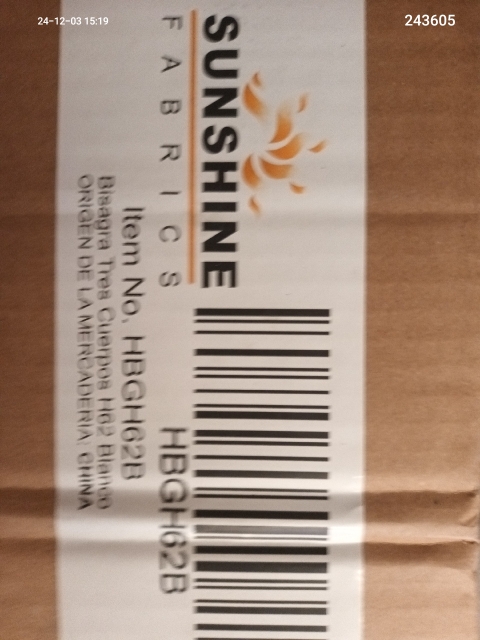 24-12-03 15:19
243605
SUNSHINE
FABRICS
HBGH62B
Item No. HBGH62B
Bisagra Tres Cuerpos H62 Blanco
ORIGEN DE LA MERCADERIA: CHINA